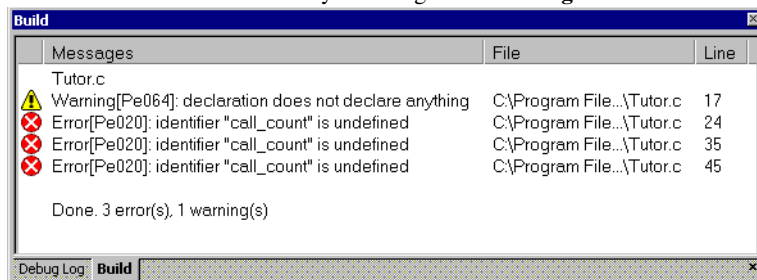 Build
Messages File Line
Tutor.c
Warning[Pe064]: declaration does not declare anything C:\Program File...\Tutor.c 17
Error[Pe020]: identifier "call_count" is undefined C:\Program File...\Tutor.c 24
Error[Pe020]: identifier "call_count" is undefined C:\Program File...\Tutor.c 35
Error[Pe020]: identifier "call_count" is undefined C:\Program File...\Tutor.c 45
Done. 3 error(s), 1 warning(s)
Debug Log Build